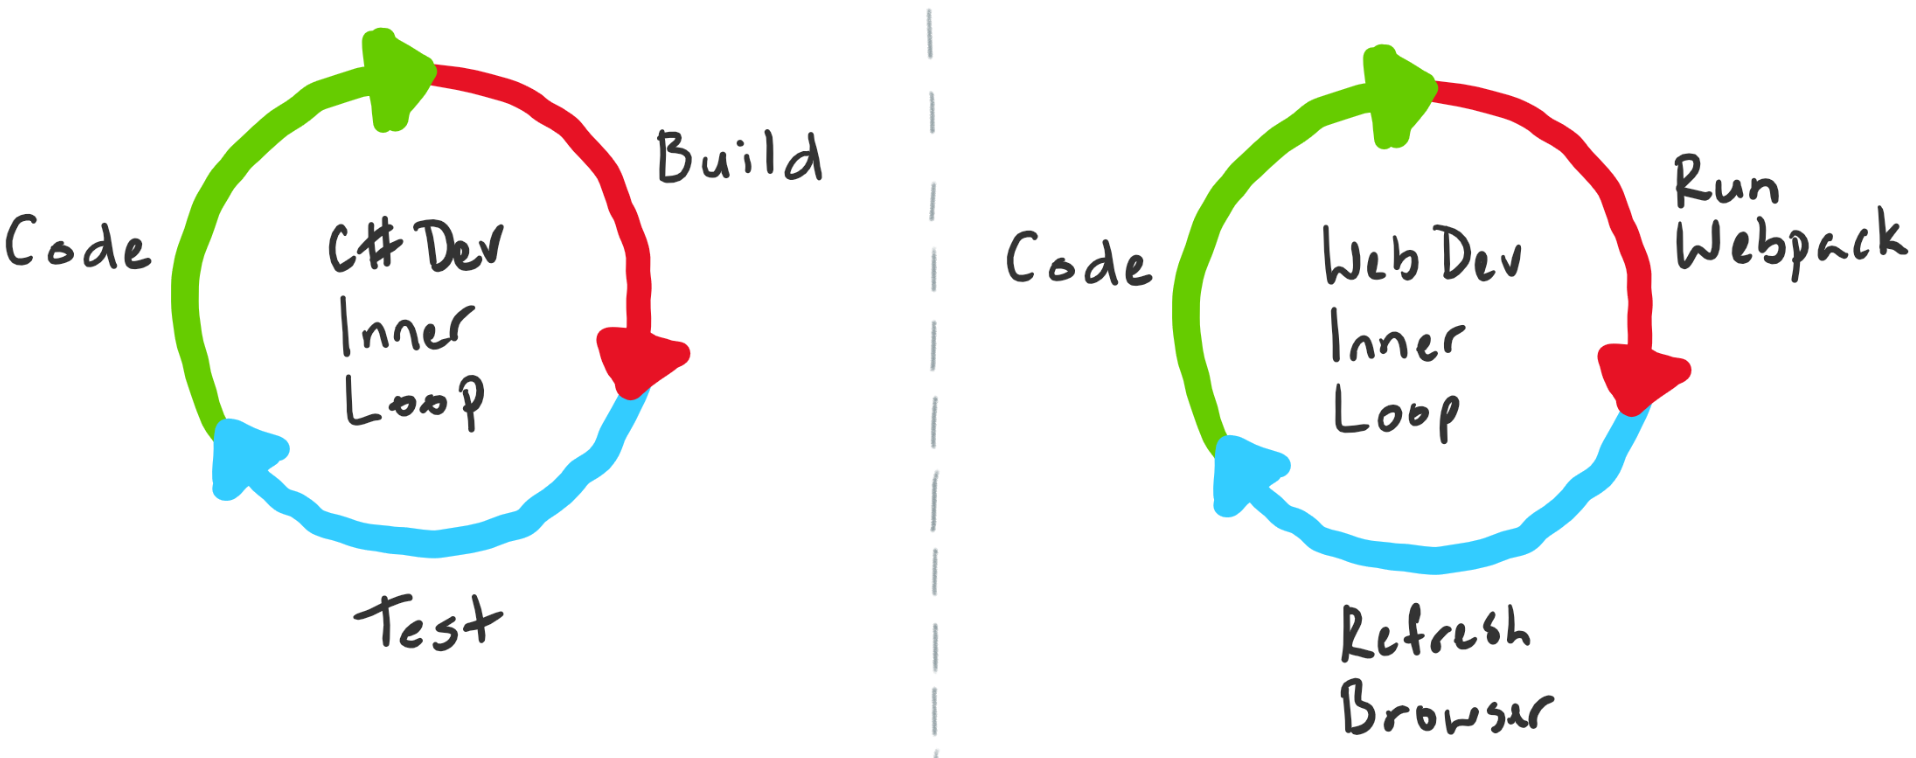 Code
Build
C# Dev
Inner
Loop
Test
Code
Run
Webpack
Web Dev
Inner
Loop
Refresh
Browser